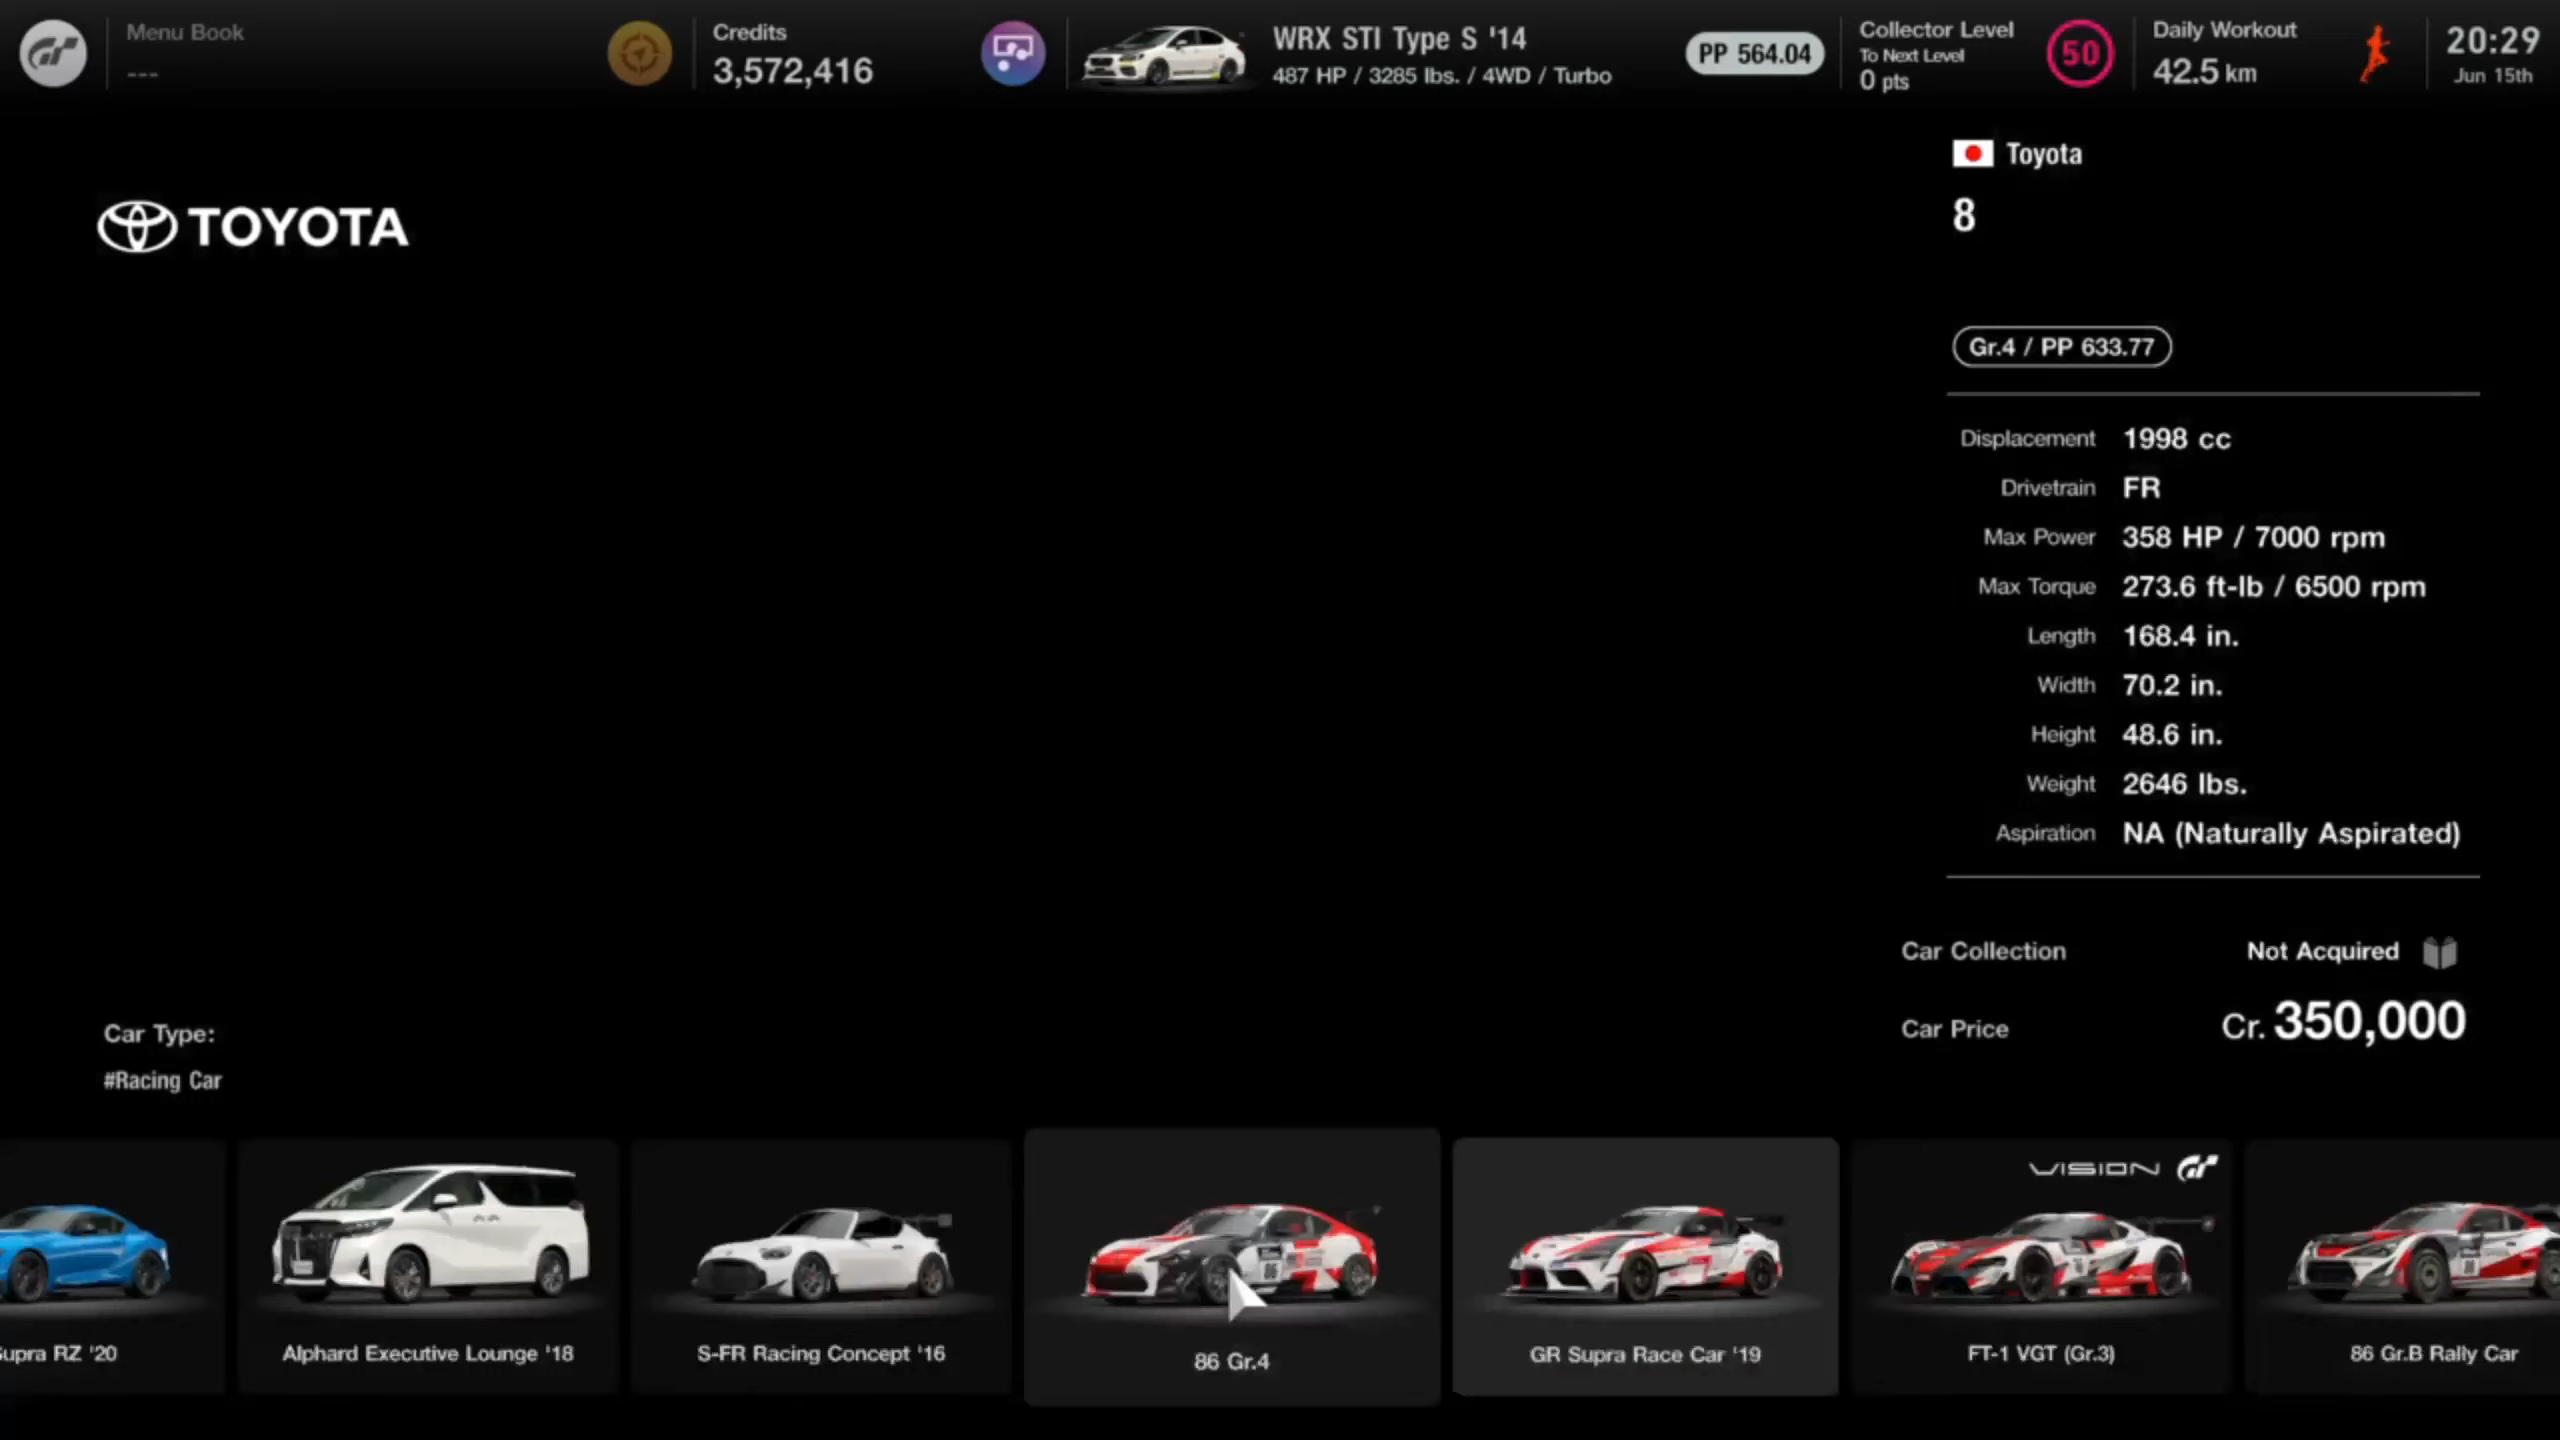 Menu Book
---
Credits
3,572,416
WRX STI Type S '14
487 HP / 3285 lbs. / 4WD / Turbo
PP 564.04
Collector Level
To Next Level
0 pts
50
Daily Workout
42.5 km
20:29
Jun 15th
TOYOTA
Toyota
8
Gr.4 / PP 633.77
Displacement 1998 cc
Drivetrain FR
Max Power 358 HP / 7000 rpm
Max Torque 273.6 ft-lb / 6500 rpm
Length 168.4 in.
Width 70.2 in.
Height 48.6 in.
Weight 2646 lbs.
Aspiration NA (Naturally Aspirated)
Car Collection Not Acquired
Car Price Cr. 350,000
Car Type:
#Racing Car
VISION GT
upra RZ '20
Alphard Executive Lounge '18
S-FR Racing Concept '16
86 Gr.4
GR Supra Race Car '19
FT-1 VGT (Gr.3)
86 Gr.B Rally Car